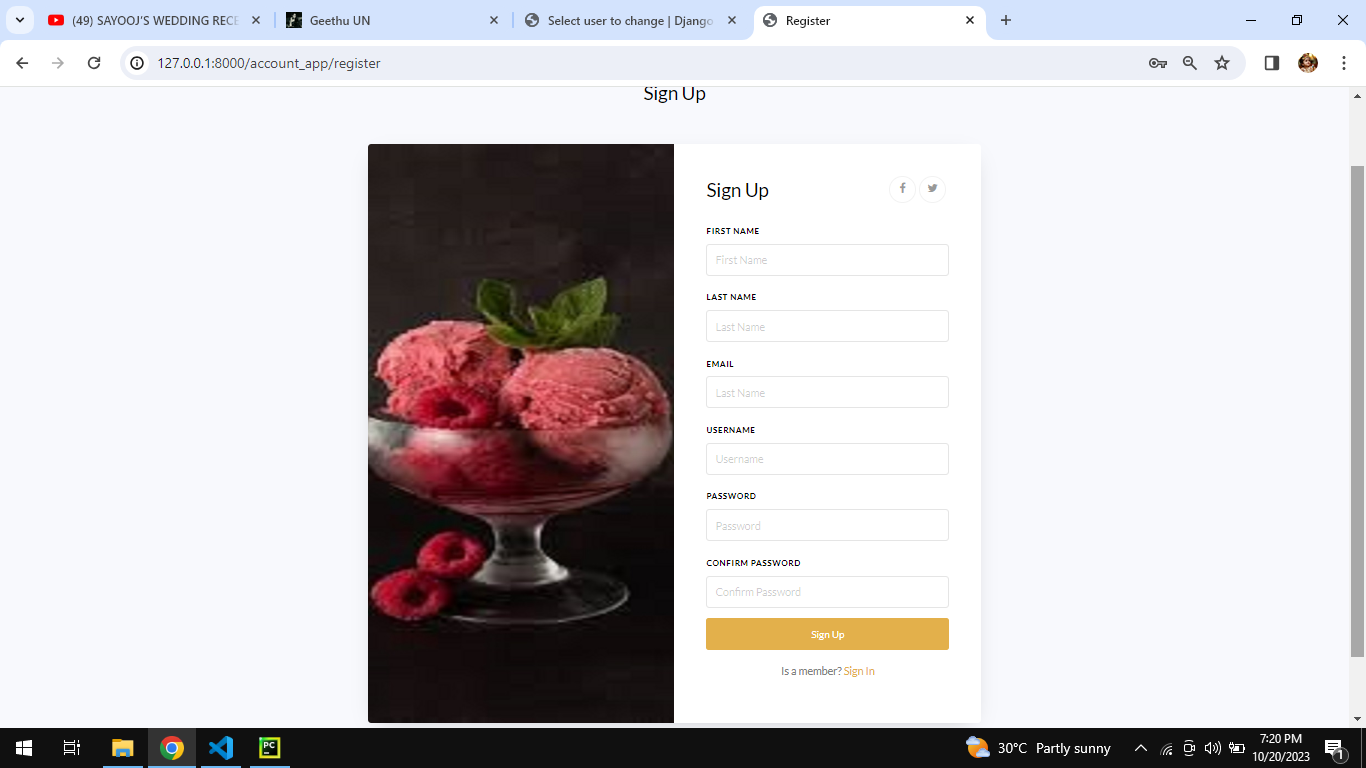 (49) SAYOOJ'S WEDDING RECE
Geethu UN
Select user to change | Django
Register
127.0.0.1:8000/account_app/register
Sign Up
Sign Up
FIRST NAME
First Name
LAST NAME
Last Name
EMAIL
Last Name
USERNAME
Username
PASSWORD
Password
CONFIRM PASSWORD
Confirm Password
Sign Up
Is a member? Sign In
PC
30°C Partly sunny
7:20 PM
10/20/2023
1